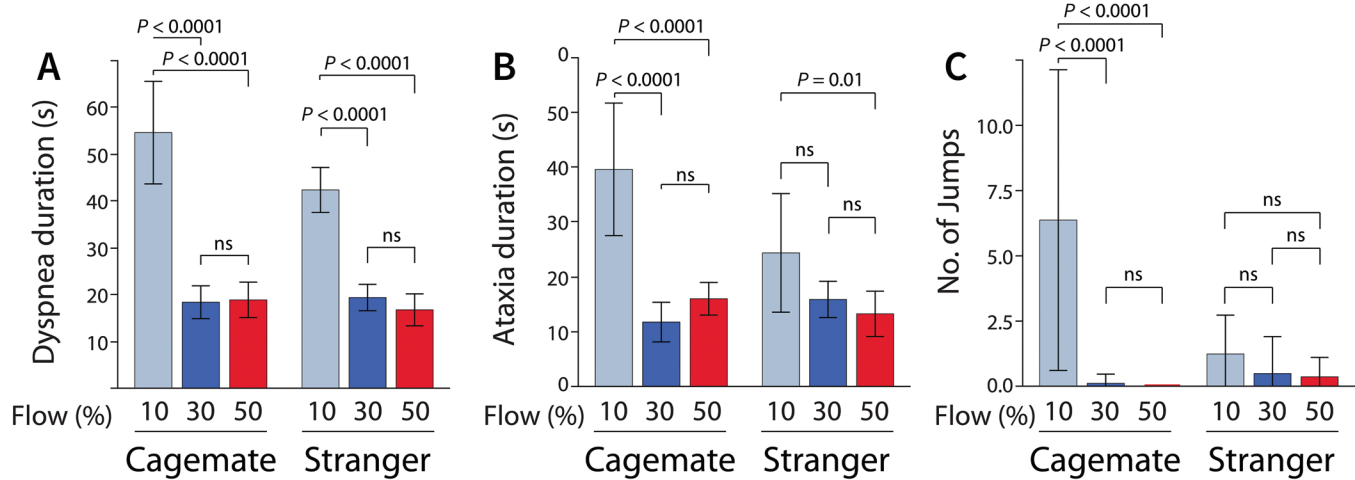 A
Dyspnea duration (s)
60
50
40
30
20
10
P < 0.0001
P < 0.0001
ns
P < 0.0001
P < 0.0001
ns
Flow (%) 10 30 50 10 30 50
Cagemate Stranger
B
Ataxia duration (s)
0
50
40
30
20
10
0
P < 0.0001
P < 0.0001
ns
P = 0.01
ns
ns
Flow (%) 10 30 50 10 30 50
Cagemate Stranger
C
No. of Jumps
10.0
7.5
5.0
2.5
0.0
P < 0.0001
P < 0.0001
ns
ns
ns
ns
Flow (%) 10 30 50 10 30 50
Cagemate Stranger